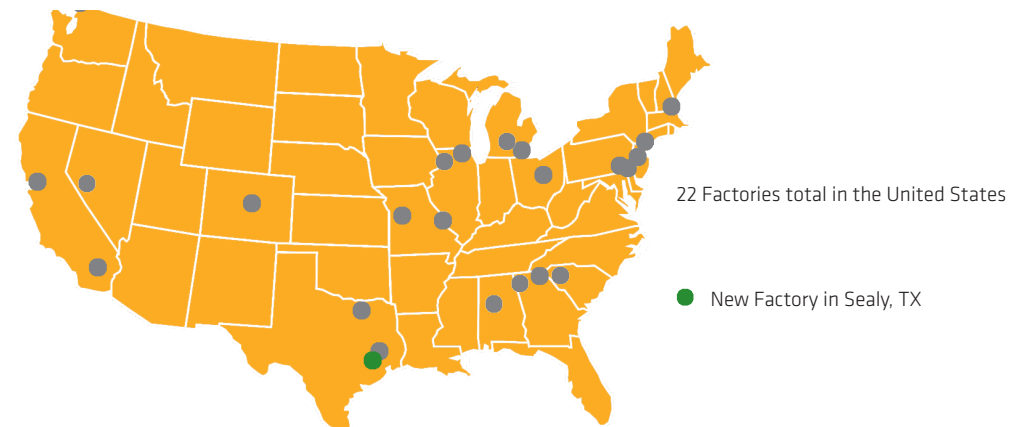 22 Factories total in the United States
New Factory in Sealy, TX